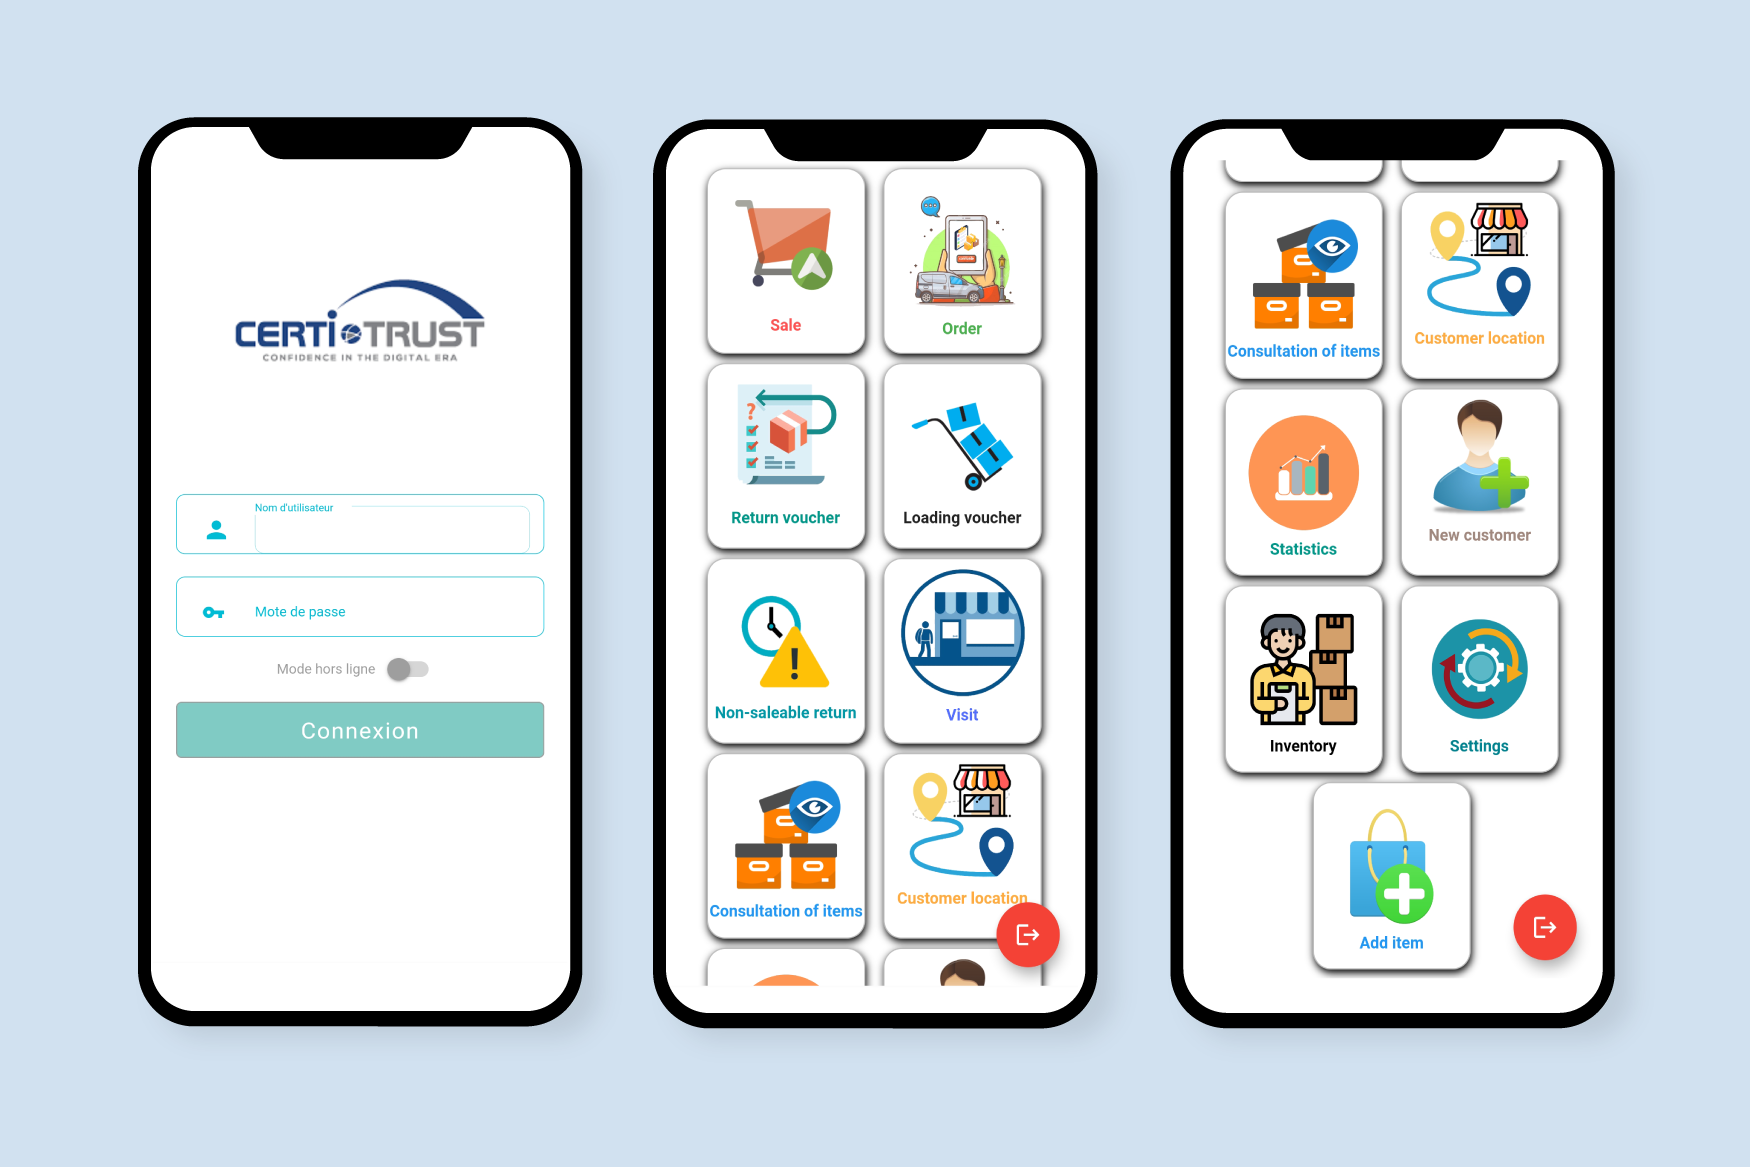 CERTI TRUST
CONFIDENCE IN THE DIGITAL ERA
Nom d'utilisateur
Mote de passe
Mode hors ligne
Connexion
Sale
Order
Return voucher
Loading voucher
Non-saleable return
Visit
Consultation of items
Customer location
Consultation of items
Customer location
Statistics
New customer
Inventory
Settings
Add item